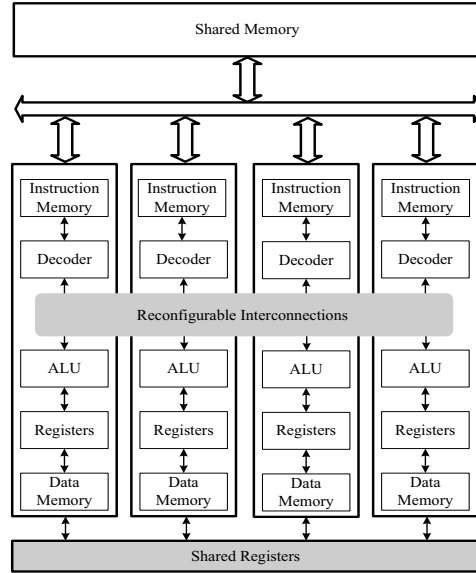 Shared Memory
Instruction Memory
Instruction Memory
Instruction Memory
Instruction Memory
Decoder
Decoder
Decoder
Decoder
Reconfigurable Interconnections
ALU
ALU
ALU
ALU
Registers
Registers
Registers
Registers
Data Memory
Data Memory
Data Memory
Data Memory
Shared Registers